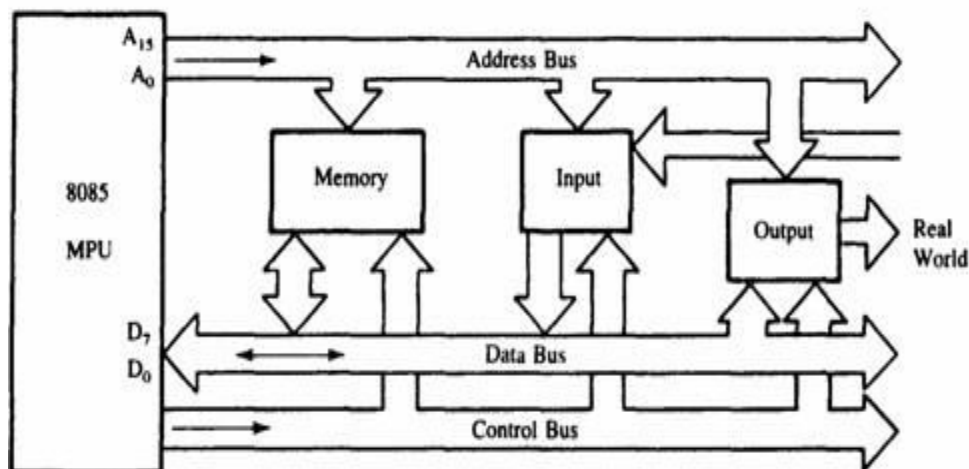 A15
Address Bus
A0
Memory
Input
8085
MPU
Output
Real
World
D7
Data Bus
D0
Control Bus